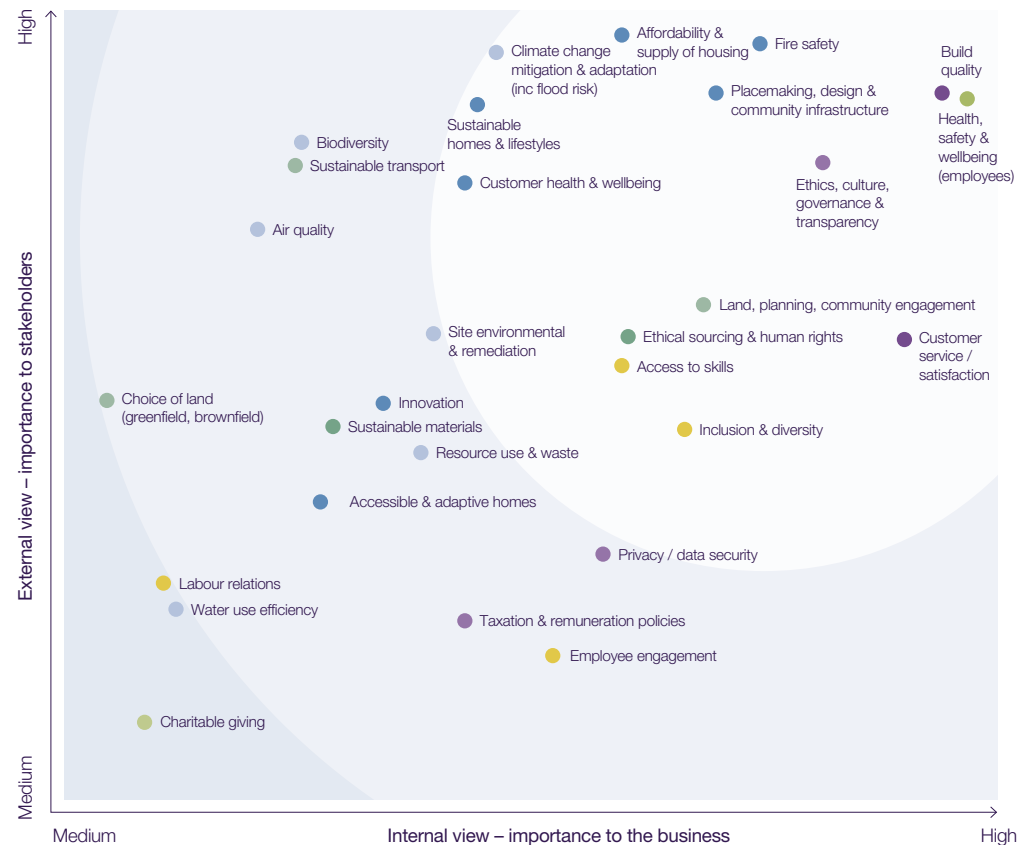 High
Affordability &
supply of housing
Fire safety
Climate change
mitigation & adaptation
(inc flood risk)
Build
quality
Placemaking, design &
community infrastructure
Sustainable
homes & lifestyles
Health,
safety &
wellbeing
(employees)
Biodiversity
Sustainable transport
Customer health & wellbeing
Ethics, culture,
governance &
transparency
Air quality
External view – importance to stakeholders
Land, planning, community engagement
Site environmental
& remediation
Ethical sourcing & human rights
Customer
service /
satisfaction
Access to skills
Choice of land
(greenfield, brownfield)
Innovation
Sustainable materials
Inclusion & diversity
Resource use & waste
Accessible & adaptive homes
Privacy / data security
Labour relations
Water use efficiency
Taxation & remuneration policies
Employee engagement
Charitable giving
Medium
Medium
Internal view – importance to the business
High